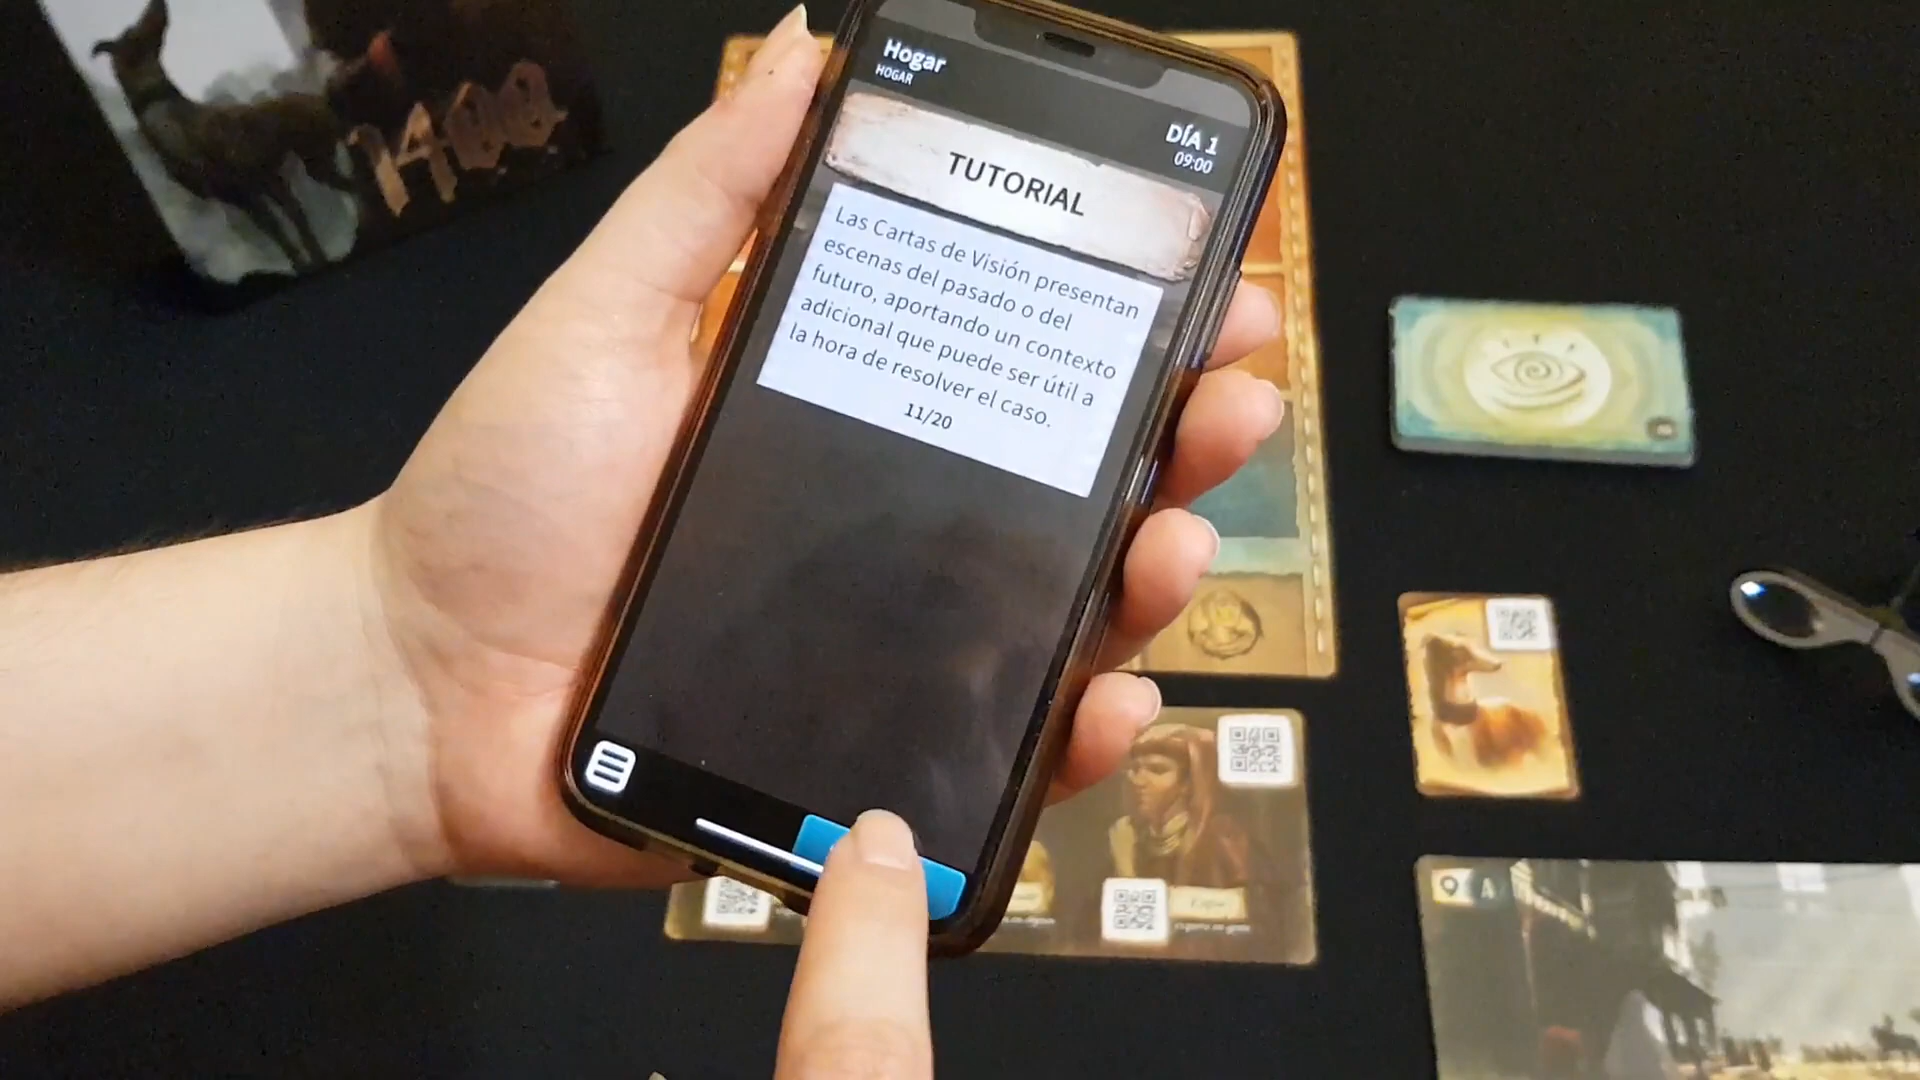 Hogar
HOGAR
DÍA 1
09:00
TUTORIAL
Las Cartas de Visión presentan
escenas del pasado o del
futuro, aportando un contexto
adicional que puede ser útil a
la hora de resolver el caso.
11/20
1400
A